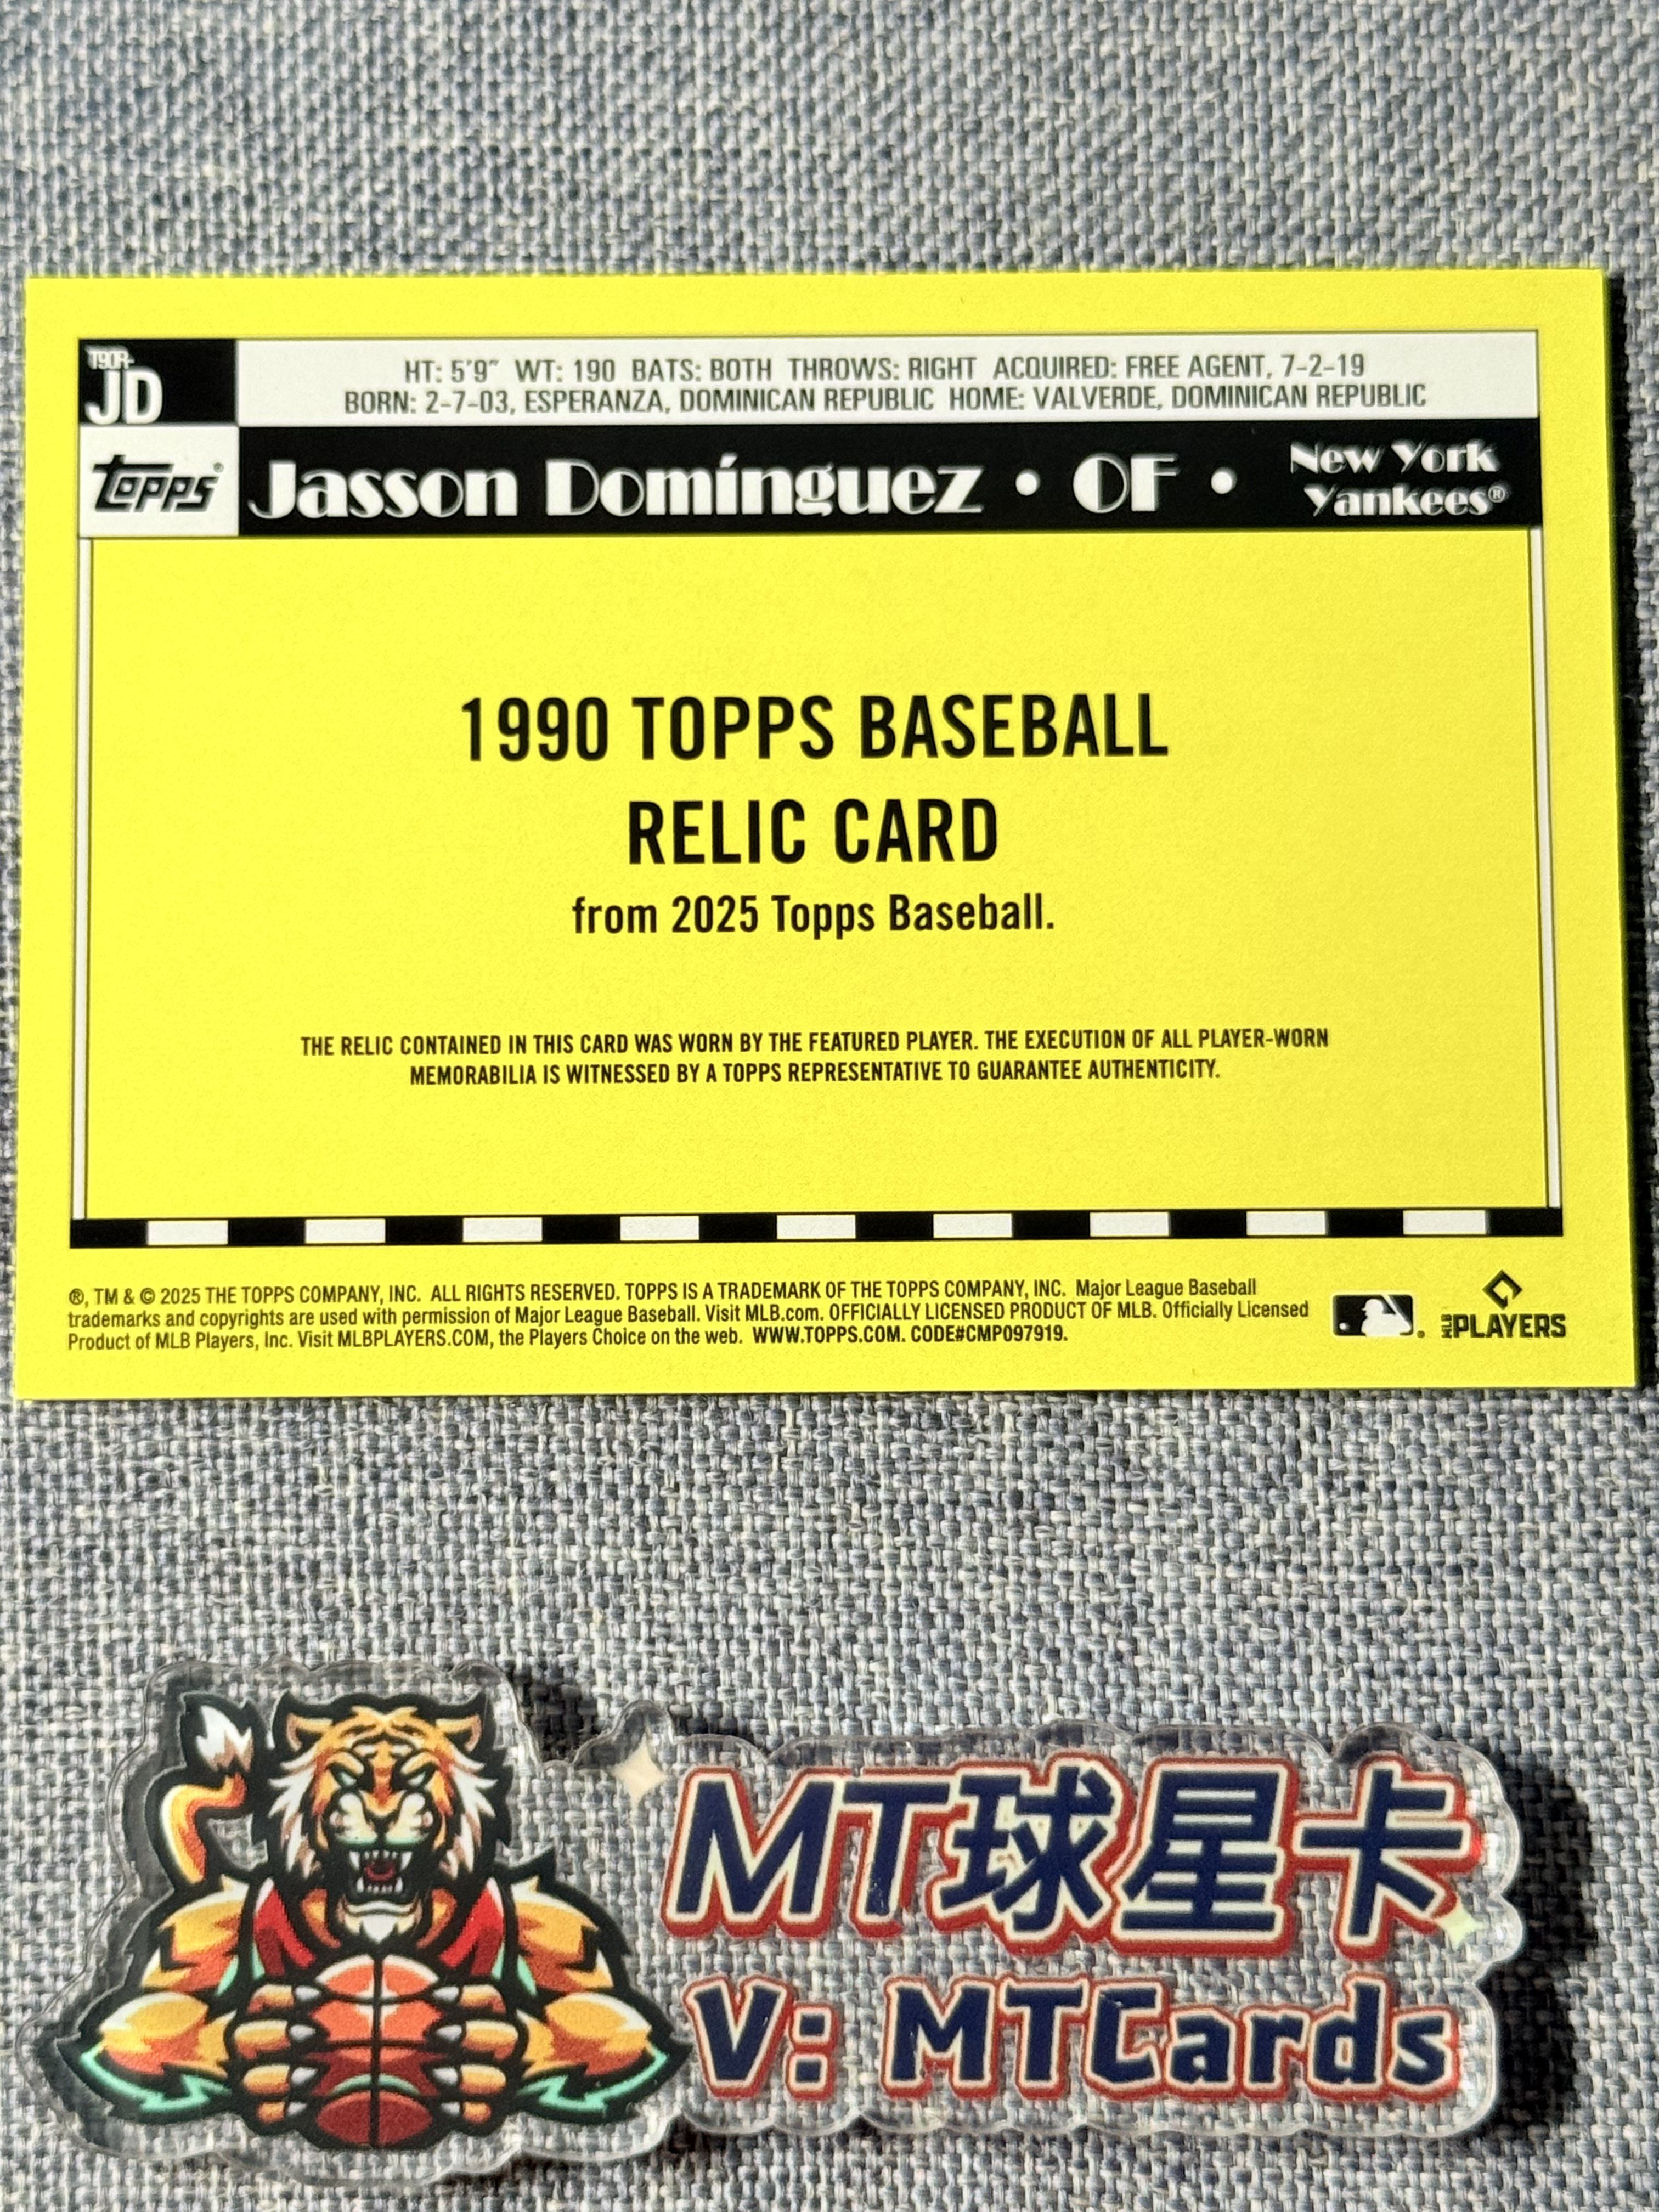 T90R-
JD
HT: 5'9" WT: 190 BATS: BOTH THROWS: RIGHT ACQUIRED: FREE AGENT, 7-2-19
BORN: 2-7-03, ESPERANZA, DOMINICAN REPUBLIC HOME: VALVERDE, DOMINICAN REPUBLIC
topps® Jasson Domínguez • OF • New York
Yankees®
1990 TOPPS BASEBALL
RELIC CARD
from 2025 Topps Baseball.
THE RELIC CONTAINED IN THIS CARD WAS WORN BY THE FEATURED PLAYER. THE EXECUTION OF ALL PLAYER-WORN
MEMORABILIA IS WITNESSED BY A TOPPS REPRESENTATIVE TO GUARANTEE AUTHENTICITY.
®, TM & © 2025 THE TOPPS COMPANY, INC. ALL RIGHTS RESERVED. TOPPS IS A TRADEMARK OF THE TOPPS COMPANY, INC. Major League Baseball
trademarks and copyrights are used with permission of Major League Baseball. Visit MLB.com. OFFICIALLY LICENSED PRODUCT OF MLB. Officially Licensed
Product of MLB Players, Inc. Visit MLBPLAYERS.COM, the Players Choice on the web. WWW.TOPPS.COM. CODE#CMP097919.
MLB PLAYERS
MT球星卡
V: MTCards